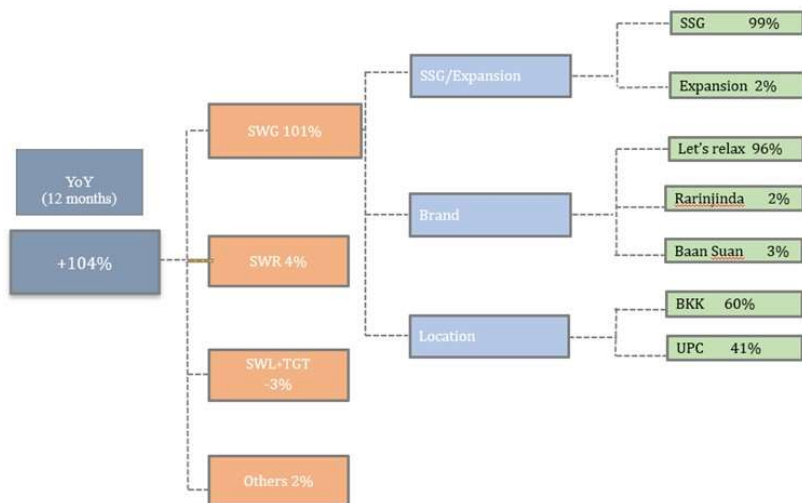 YoY
(12 months)
+104%
SWG 101%
SWR 4%
SWL+TGT
-3%
Others 2%
SSG/Expansion
Brand
Location
SSG 99%
Expansion 2%
Let's relax 96%
Rarinjinda 2%
Baan Suan 3%
BKK 60%
UPC 41%